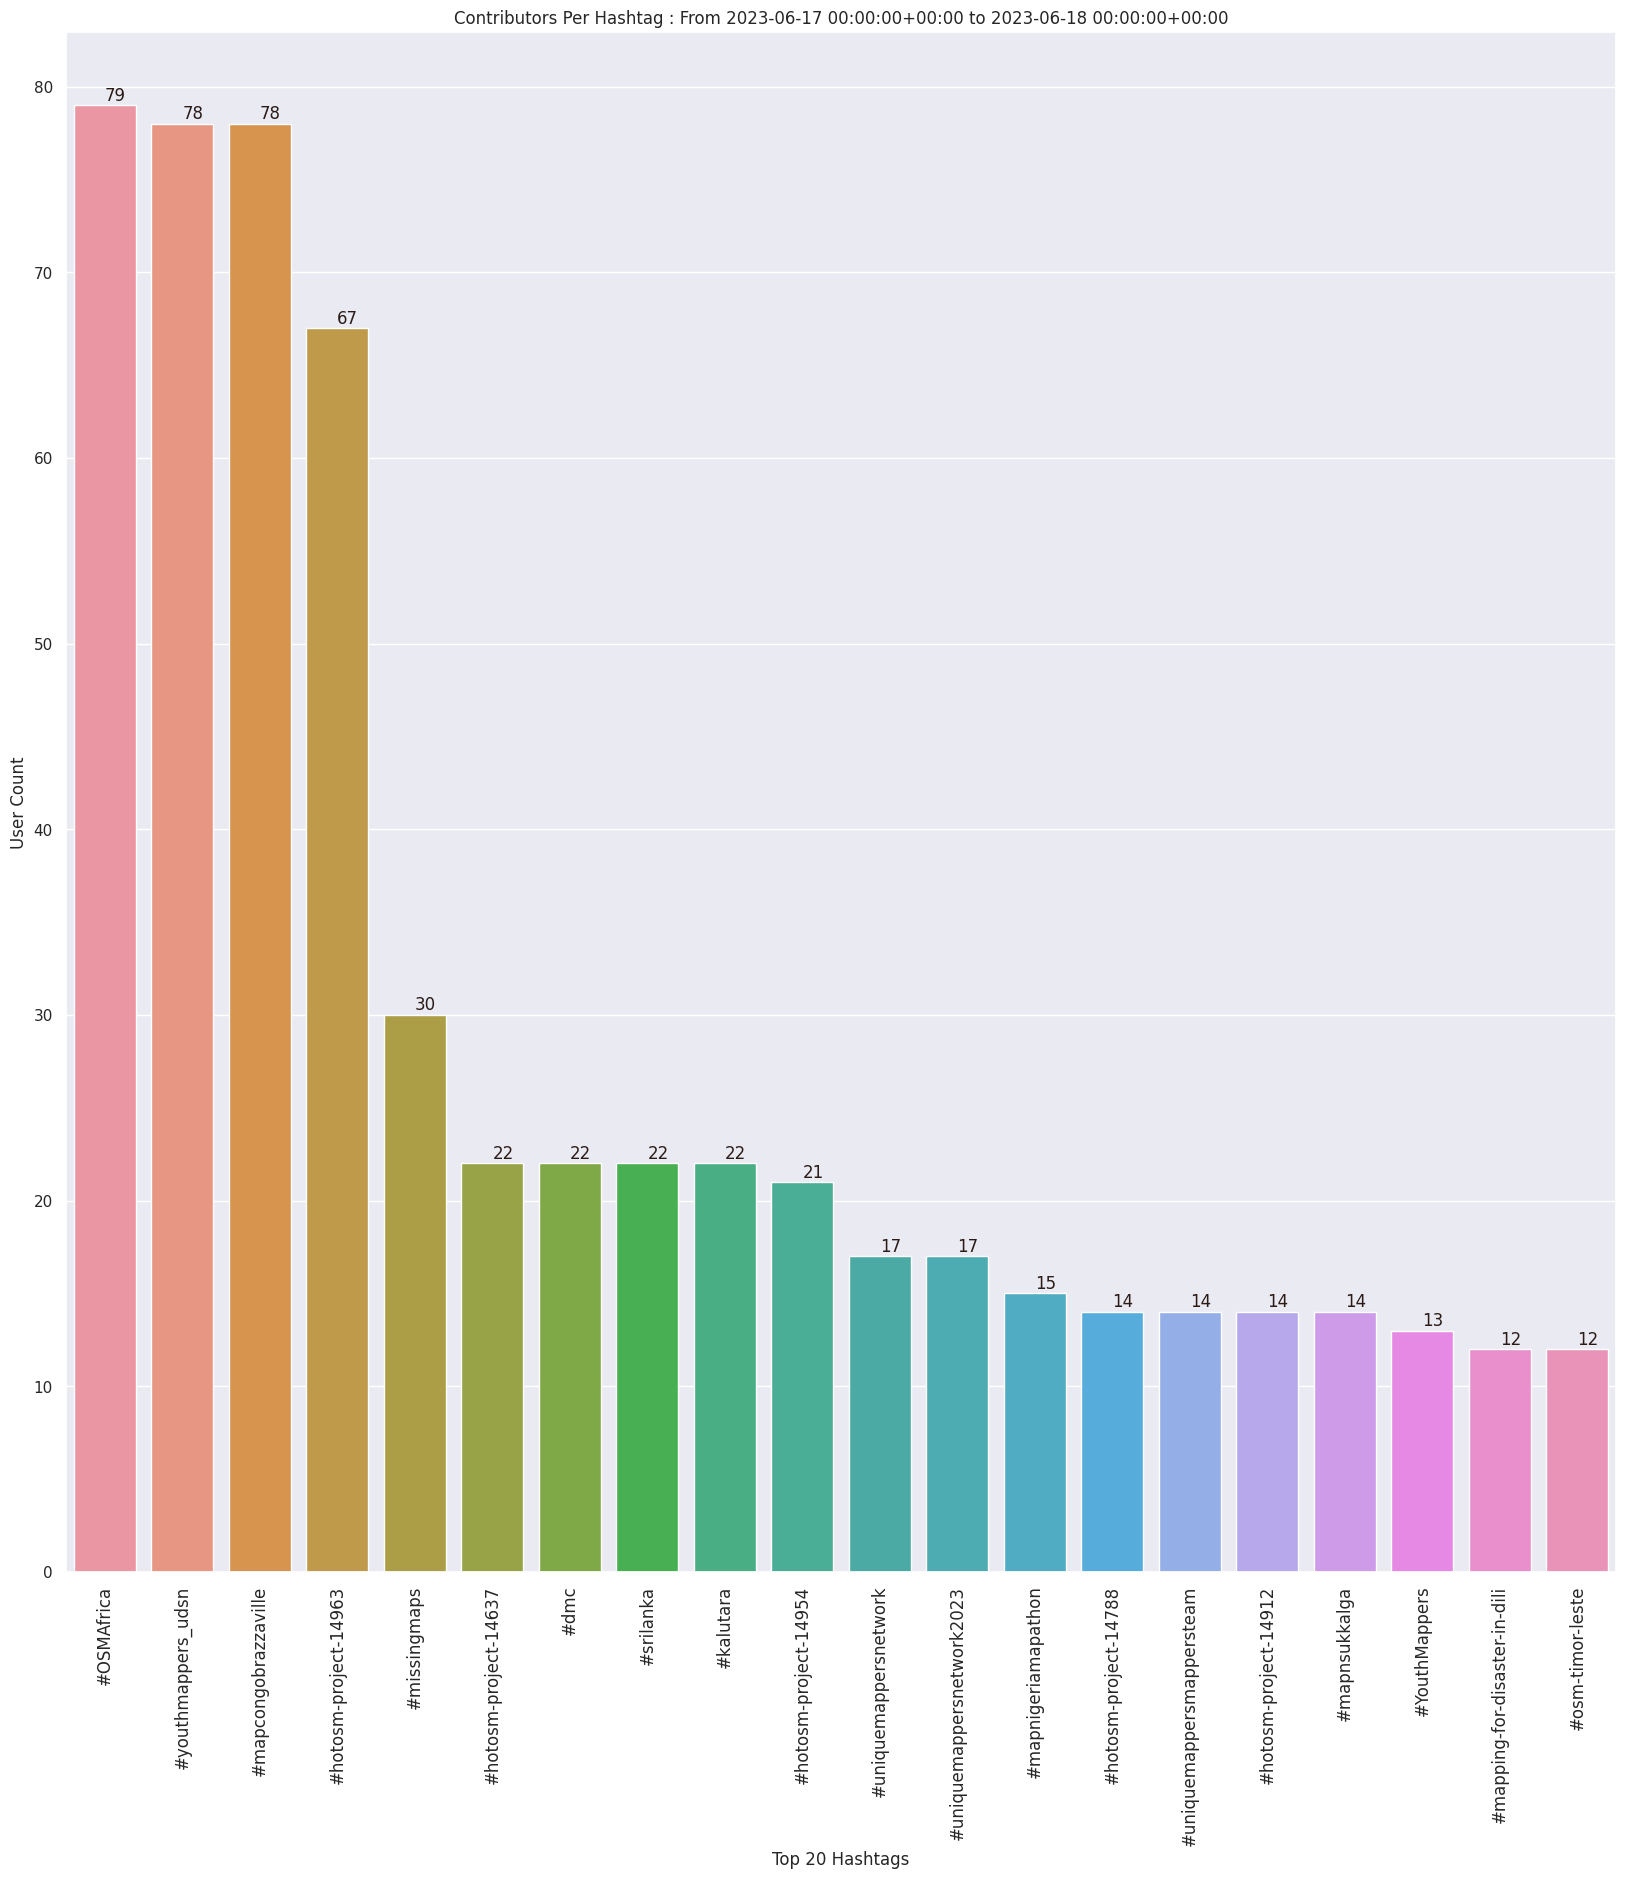 Contributors Per Hashtag : From 2023-06-17 00:00:00+00:00 to 2023-06-18 00:00:00+00:00
User Count
80
70
60
50
40
30
20
10
0
79
78
78
67
30
22
22
22
22
21
17
17
15
14
14
14
14
13
12
12
#OSMAfrica
#youthmappers_udsn
#mapcongobrazzaville
#hotosm-project-14963
#missingmaps
#hotosm-project-14637
#dmc
#srilanka
#kalutara
#hotosm-project-14954
#uniquemappersnetwork
#uniquemappersnetwork2023
#mapnigeriamapathon
#hotosm-project-14788
#uniquemappersmappersteam
#hotosm-project-14912
#mapnsukkalga
#YouthMappers
#mapping-for-disaster-in-dili
#osm-timor-leste
Top 20 Hashtags